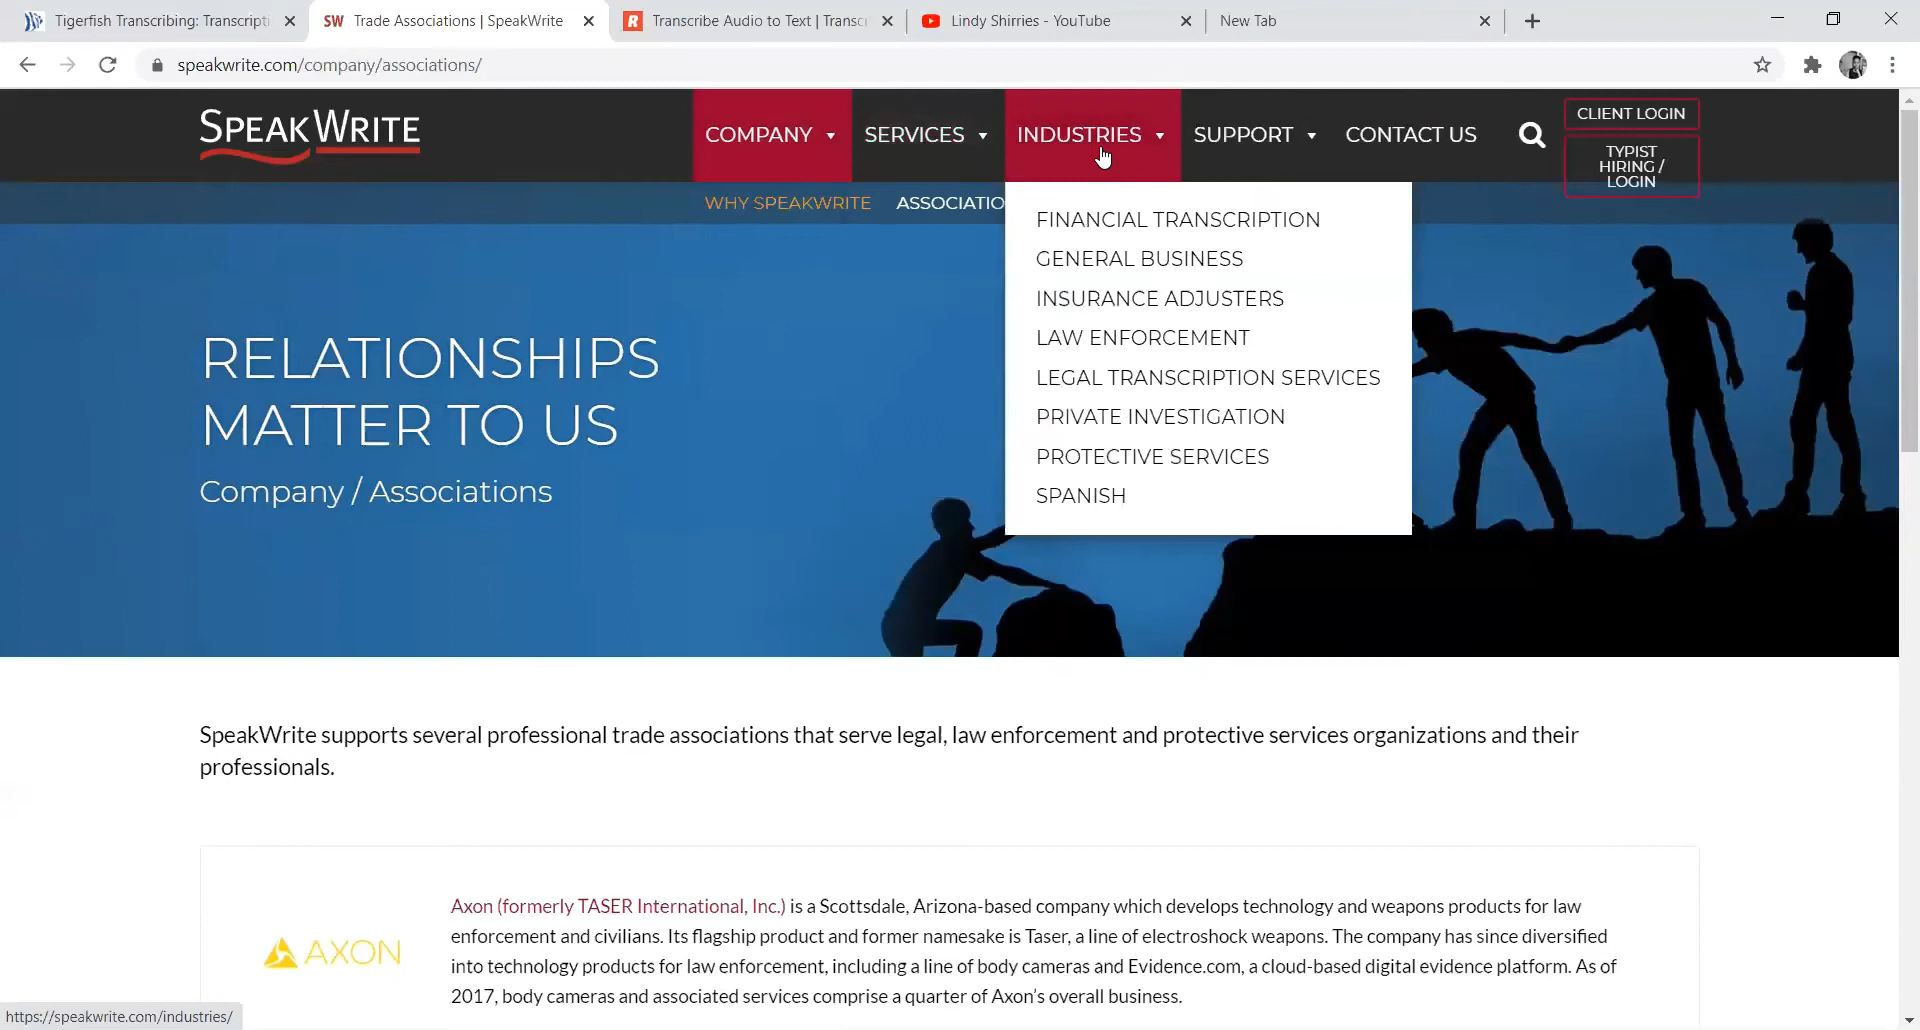 Tigerfish Transcribing: Transcripti
SW Trade Associations | SpeakWrite
R Transcribe Audio to Text | Transc
Lindy Shirries - YouTube
New Tab
speakwrite.com/company/associations/
SPEAKWRITE
COMPANY
SERVICES
INDUSTRIES
SUPPORT
CONTACT US
CLIENT LOGIN
TYPIST
HIRING /
LOGIN
WHY SPEAKWRITE
ASSOCIATIO
FINANCIAL TRANSCRIPTION
GENERAL BUSINESS
INSURANCE ADJUSTERS
LAW ENFORCEMENT
LEGAL TRANSCRIPTION SERVICES
PRIVATE INVESTIGATION
PROTECTIVE SERVICES
SPANISH
RELATIONSHIPS
MATTER TO US
Company / Associations
SpeakWrite supports several professional trade associations that serve legal, law enforcement and protective services organizations and their
professionals.
AXON
Axon (formerly TASER International, Inc.) is a Scottsdale, Arizona-based company which develops technology and weapons products for law
enforcement and civilians. Its flagship product and former namesake is Taser, a line of electroshock weapons. The company has since diversified
into technology products for law enforcement, including a line of body cameras and Evidence.com, a cloud-based digital evidence platform. As of
2017, body cameras and associated services comprise a quarter of Axon's overall business.
https://speakwrite.com/industries/